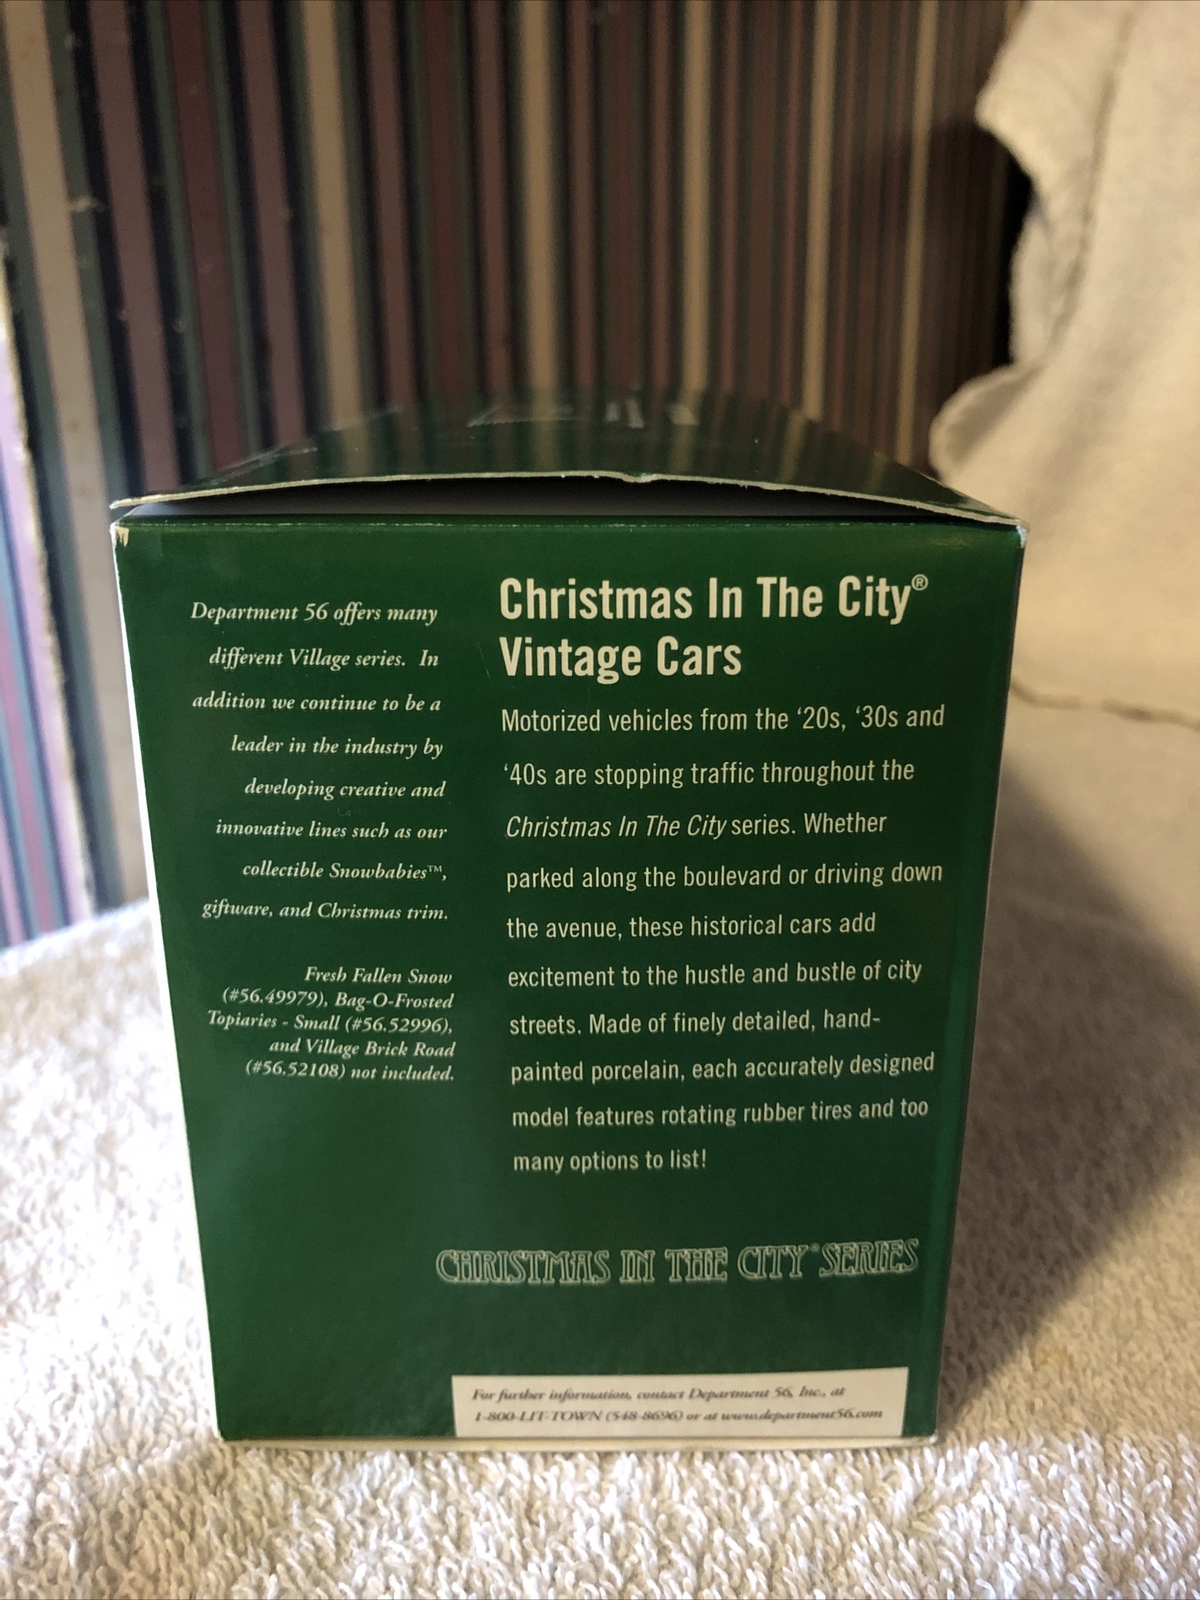 Department 56 offers many
different Village series. In
addition we continue to be a
leader in the industry by
developing creative and
innovative lines such as our
collectible Snowbabies™,
giftware, and Christmas trim.
Fresh Fallen Snow
(#56.49979), Bag-O-Frosted
Topiaries - Small (#56.52996),
and Village Brick Road
(#56.52108) not included.
Christmas In The City®
Vintage Cars
Motorized vehicles from the ‘20s, ‘30s and
‘40s are stopping traffic throughout the
Christmas In The City series. Whether
parked along the boulevard or driving down
the avenue, these historical cars add
excitement to the hustle and bustle of city
streets. Made of finely detailed, hand-
painted porcelain, each accurately designed
model features rotating rubber tires and too
many options to list!
CHRISTMAS IN THE CITY® SERIES
For further information, contact Department 56, Inc., at
1-800-LIT-TOWN (548-8696) or at www.department56.com